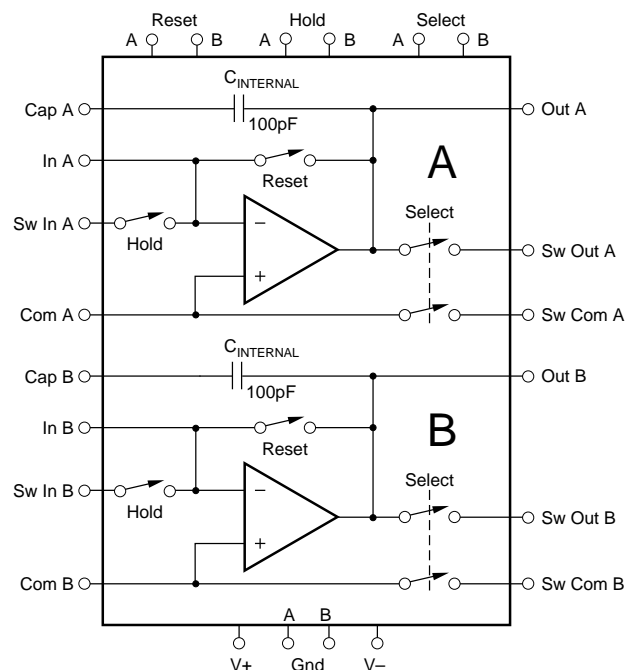 Reset Hold Select
A B A B A B
Cap A
C_INTERNAL
100pF
Out A
In A
Reset
A
Sw In A
Hold
−
+
Select
Sw Out A
Com A
Sw Com A
Cap B
C_INTERNAL
100pF
Out B
In B
Reset
B
Sw In B
Hold
−
+
Select
Sw Out B
Com B
Sw Com B
A B
V+ Gnd V−